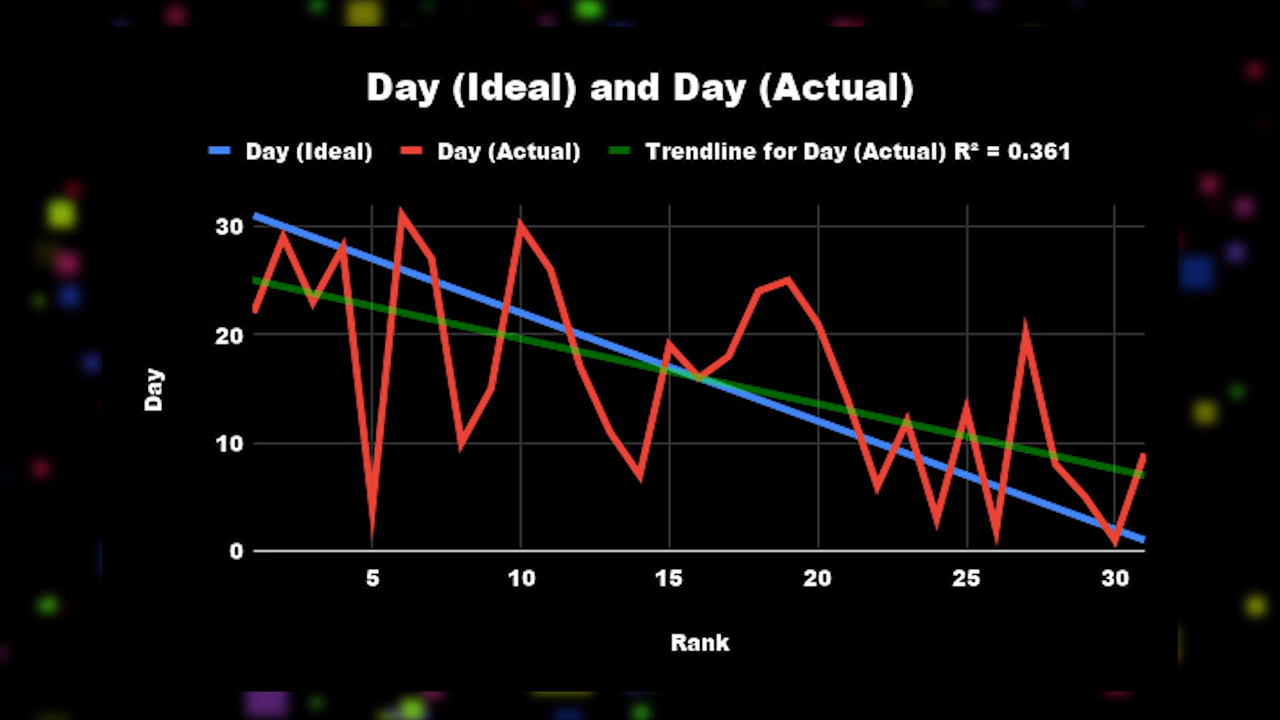 Day (Ideal) and Day (Actual)
Day (Ideal) Day (Actual) Trendline for Day (Actual) R² = 0.361
30
20
10
0
Day
5 10 15 20 25 30
Rank